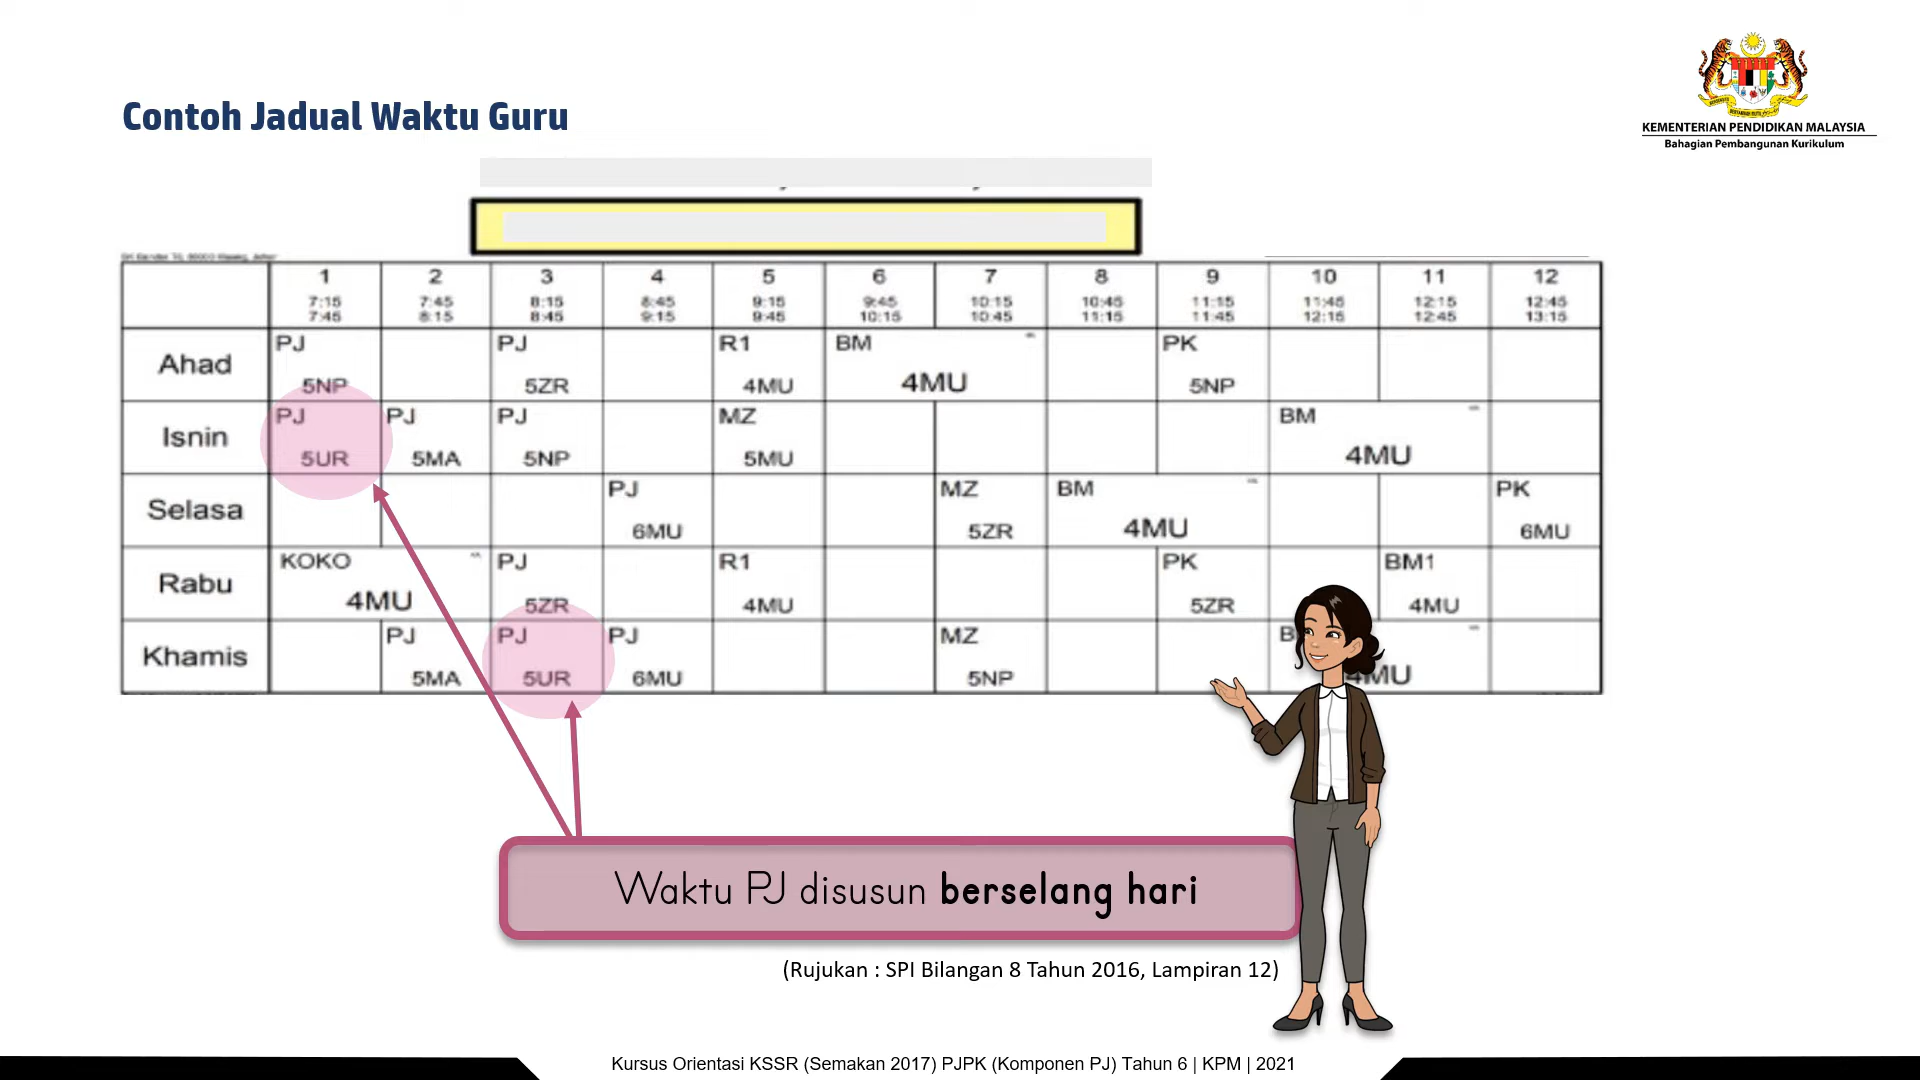 KEMENTERIAN PENDIDIKAN MALAYSIA
Bahagian Pembangunan Kurikulum
Contoh Jadual Waktu Guru
1 2 3 4 5 6 7 8 9 10 11 12
7:15 7:45 8:15 8:45 9:15 9:45 10:15 10:45 11:15 11:45 12:15 12:45
7:45 8:15 8:45 9:15 9:45 10:15 10:45 11:15 11:45 12:15 12:45 13:15
PJ PJ R1 BM PK
Ahad
5NP 5ZR 4MU 4MU 5NP
PJ PJ PJ MZ BM
Isnin
5UR 5MA 5NP 5MU 4MU
PJ MZ BM PK
Selasa
6MU 5ZR 4MU 6MU
KOKO PJ R1 PK BM1
Rabu
4MU 5ZR 4MU 5ZR 4MU
PJ PJ PJ MZ
Khamis
5MA 5UR 6MU 5NP 4MU
Waktu PJ disusun berselang hari
(Rujukan : SPI Bilangan 8 Tahun 2016, Lampiran 12)
Kursus Orientasi KSSR (Semakan 2017) PJPK (Komponen PJ) Tahun 6 | KPM | 2021